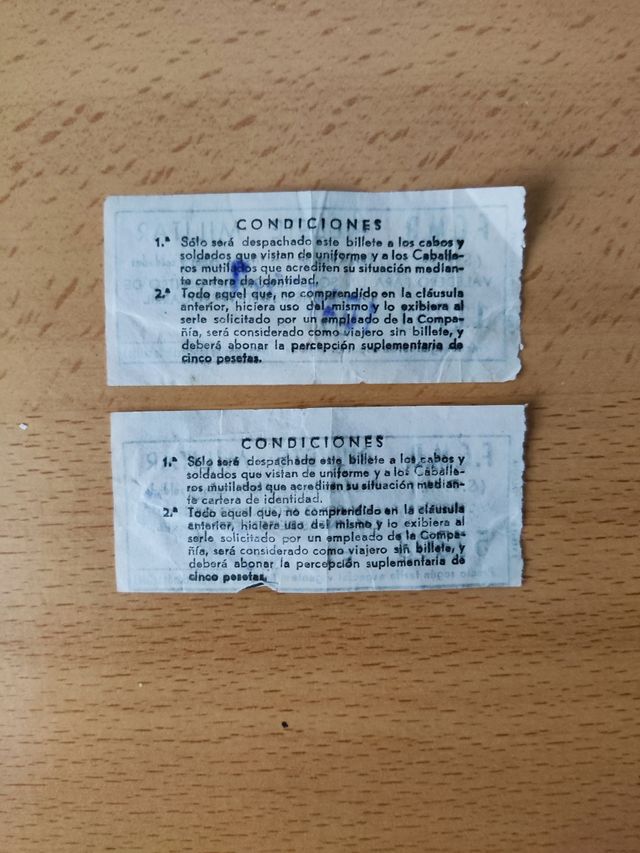 CONDICIONES
1.ª Sólo será despachado este billete a los cabos y
soldados que vistan de uniforme y a los Caballe-
ros mutilados que acrediten su situación median-
te cartera de identidad.
2.ª Todo aquel que, no comprendido en la cláusula
anterior, hiciera uso del mismo y lo exibiera al
serle solicitado por un empleado de la Compa-
ñía, será considerado como viajero sin billete, y
deberá abonar la percepción suplementaria de
cinco pesetas.
CONDICIONES
1.ª Sólo será despachado este billete a los cabos y
soldados que vistan de uniforme y a los Caballe-
ros mutilados que acrediten su situación median-
te cartera de identidad.
2.ª Todo aquel que, no comprendido en la cláusula
anterior, hiciera uso del mismo y lo exibiera al
serle solicitado por un empleado de la Compa-
ñía, será considerado como viajero sin billete, y
deberá abonar la percepción suplementaria de
cinco pesetas.